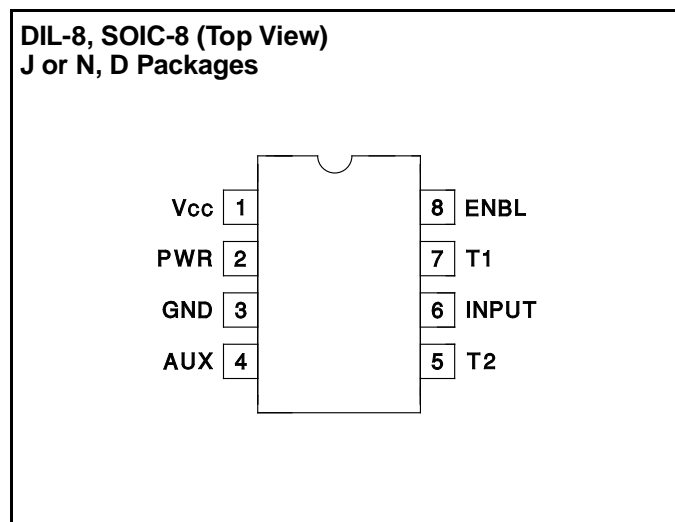 DIL-8, SOIC-8 (Top View)
J or N, D Packages
Vcc 1 8 ENBL
PWR 2 7 T1
GND 3 6 INPUT
AUX 4 5 T2